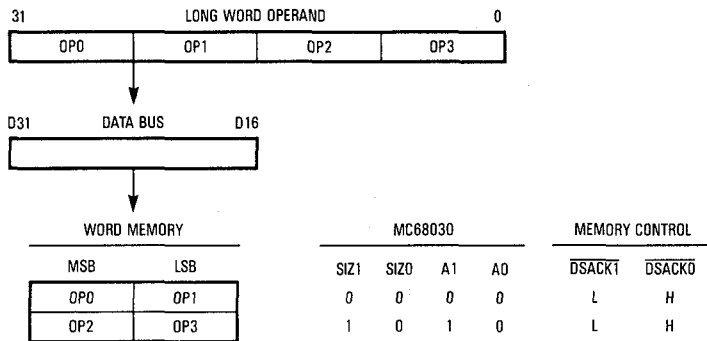 31 LONG WORD OPERAND 0
OP0 OP1 OP2 OP3
D31 DATA BUS D16
WORD MEMORY MC68030 MEMORY CONTROL
MSB LSB SIZ1 SIZ0 A1 A0 DSACK1 DSACK0
OP0 OP1 0 0 0 0 L H
OP2 OP3 1 0 1 0 L H